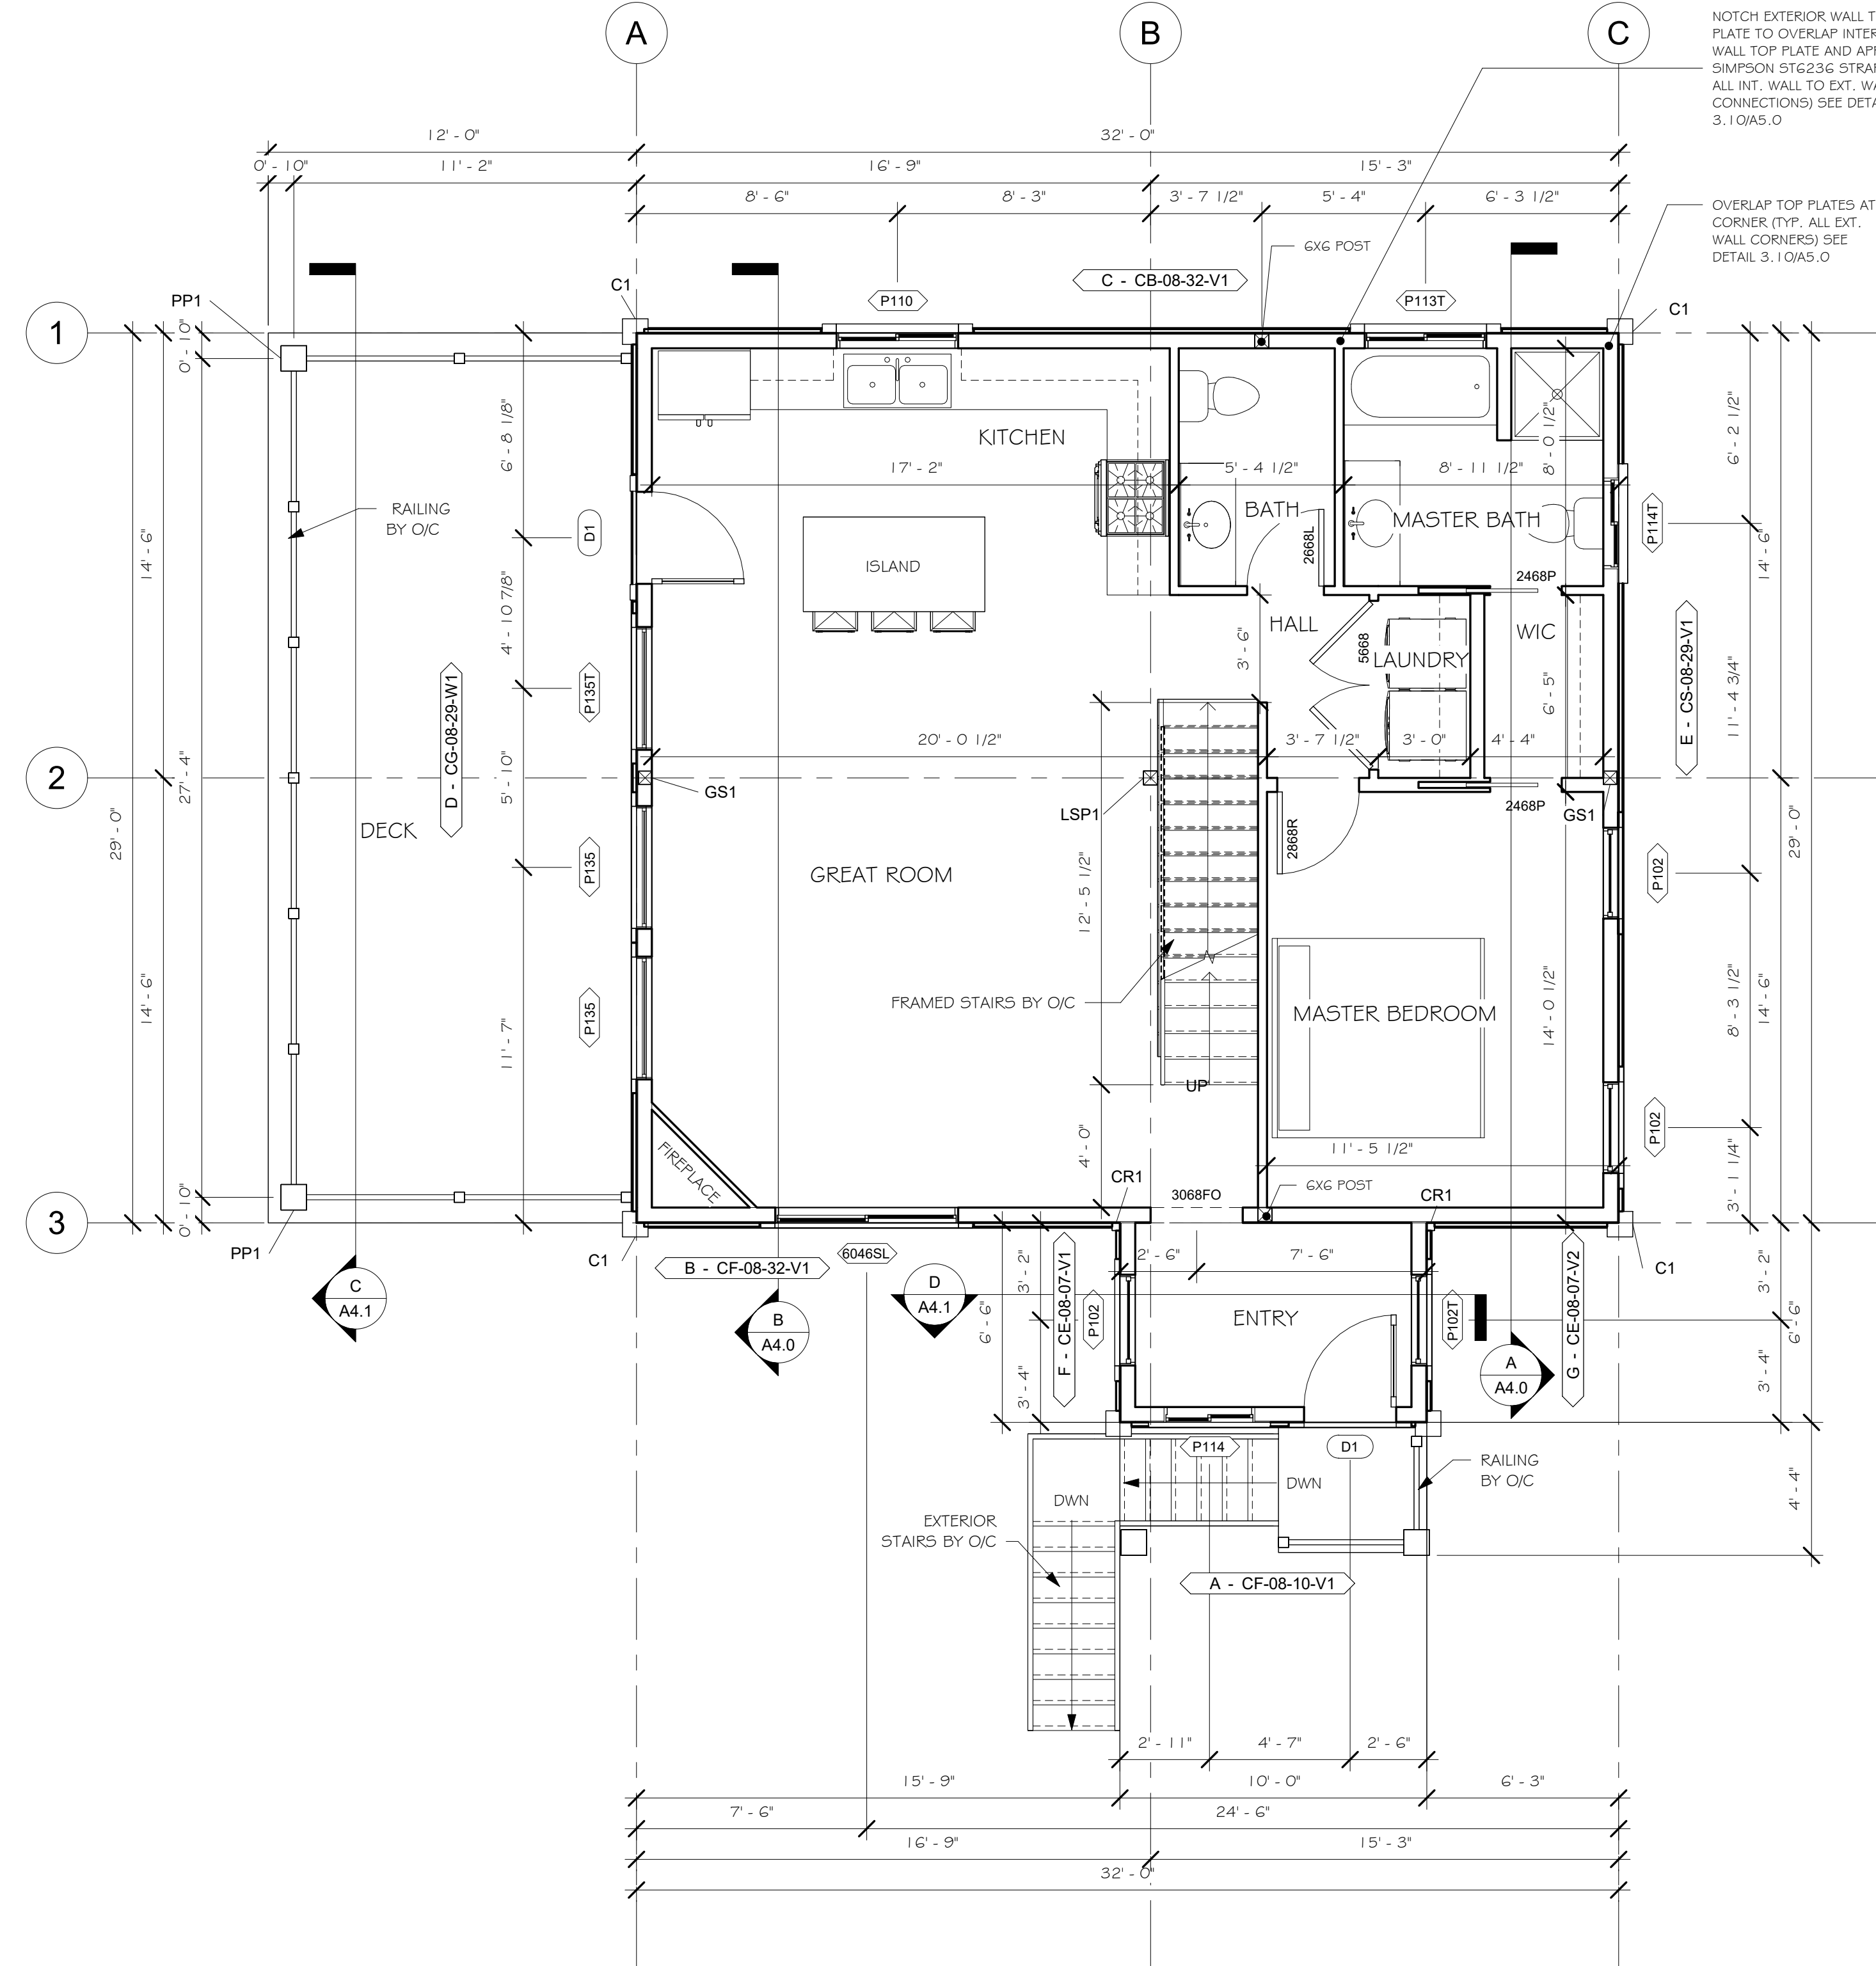 A
B
C
NOTCH EXTERIOR WALL T
PLATE TO OVERLAP INTER
WALL TOP PLATE AND AP
SIMPSON ST6236 STRA
ALL INT. WALL TO EXT. W
CONNECTIONS) SEE DETA
3.10/A5.0
12' - 0"
32' - 0"
0' - 10"
11' - 2"
16' - 9"
15' - 3"
8' - 6"
8' - 3"
3' - 7 1/2"
5' - 4"
6' - 3 1/2"
OVERLAP TOP PLATES AT
CORNER (TYP. ALL EXT.
WALL CORNERS) SEE
DETAIL 3.10/A5.0
6X6 POST
C - CB-08-32-V1
C1
P110
P113T
C1
PP1
1
0' - 10"
6' - 8 1/8"
6' - 2 1/2"
8' - 0 1/2"
KITCHEN
17' - 2"
5' - 4 1/2"
8' - 11 1/2"
RAILING
BY O/C
D1
BATH
MASTER BATH
P114T
14' - 6"
14' - 6"
2668L
ISLAND
2468P
4' - 10 7/8"
HALL
WIC
3' - 6"
5668
LAUNDRY
6' - 5"
E - CS-08-29-V1
11' - 4 3/4"
P135T
D - CG-08-29-W1
20' - 0 1/2"
3' - 7 1/2"
3' - 0"
4' - 4"
2
27' - 4"
5' - 10"
GS1
LSP1
2468P
GS1
29' - 0"
DECK
2868R
29' - 0"
P135
GREAT ROOM
12' - 5 1/2"
P102
14' - 6"
FRAMED STAIRS BY O/C
MASTER BEDROOM
14' - 0 1/2"
8' - 3 1/2"
14' - 6"
11' - 7"
P135
UP
4' - 0"
11' - 5 1/2"
P102
FIREPLACE
CR1
3068FO
6X6 POST
CR1
3' - 1 1/4"
3
0' - 10"
PP1
C1
B - CF-08-32-V1
6046SL
3' - 2"
F - CE-08-07-V1
2' - 6"
7' - 6"
G - CE-08-07-V2
C1
3' - 2"
C
A4.1
B
A4.0
D
A4.1
6' - 6"
P102
ENTRY
P102T
6' - 6"
A
A4.0
3' - 4"
3' - 4"
P114
D1
RAILING
BY O/C
DWN
DWN
4' - 4"
EXTERIOR
STAIRS BY O/C
A - CF-08-10-V1
2' - 11"
4' - 7"
2' - 6"
15' - 9"
10' - 0"
6' - 3"
7' - 6"
24' - 6"
16' - 9"
15' - 3"
32' - 0"